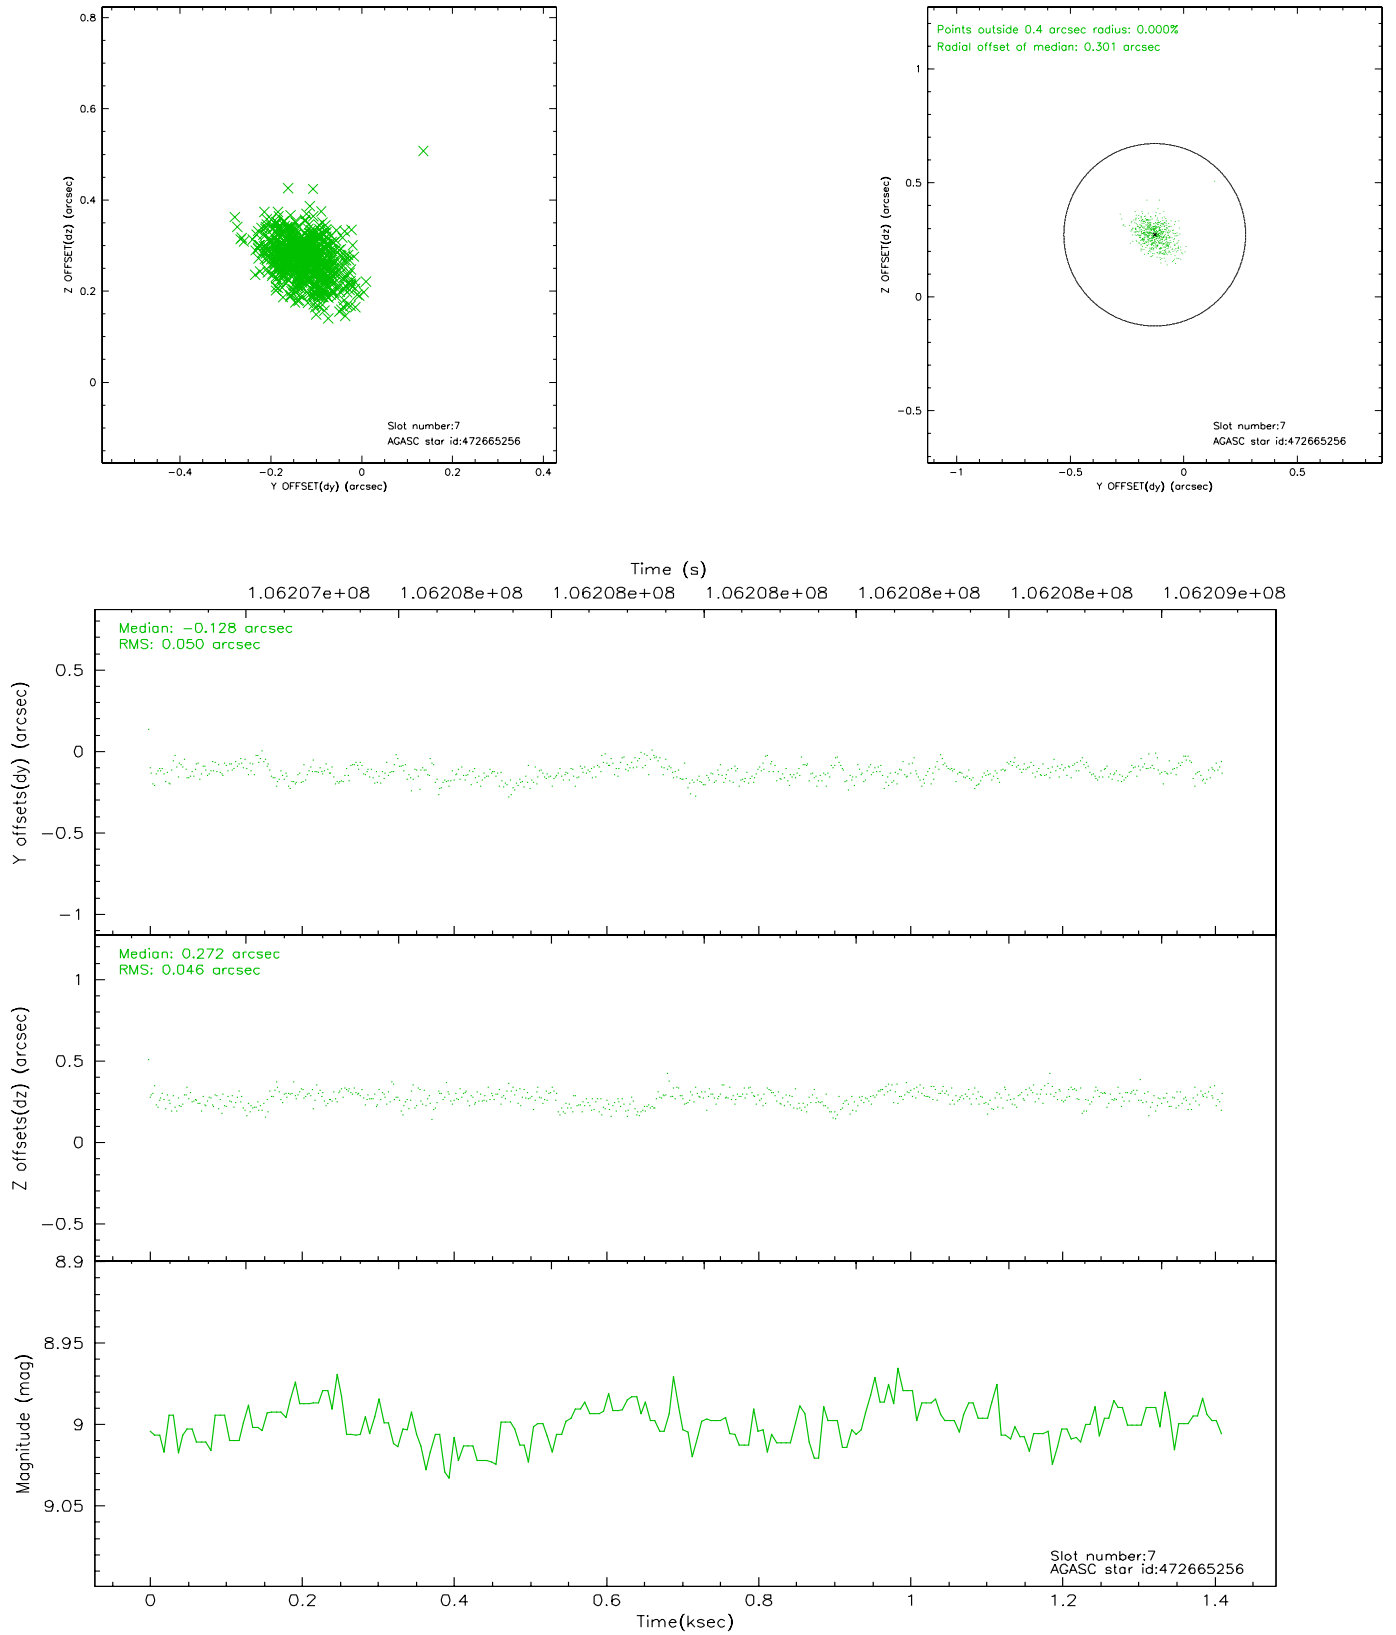 0.8
0.6
0.4
0.2
0
Z OFFSET(dz) (arcsec)
−0.4 −0.2 0 0.2 0.4
Y OFFSET(dy) (arcsec)
Slot number:7
AGASC star id:472665256
Points outside 0.4 arcsec radius: 0.000%
Radial offset of median: 0.301 arcsec
1
0.5
0
−0.5
Z OFFSET(dz) (arcsec)
−1 −0.5 0 0.5
Y OFFSET(dy) (arcsec)
Slot number:7
AGASC star id:472665256
Time (s)
1.06207e+08 1.06208e+08 1.06208e+08 1.06208e+08 1.06208e+08 1.06208e+08 1.06209e+08
Median: −0.128 arcsec
RMS: 0.050 arcsec
0.5
0
−0.5
−1
Y offsets(dy) (arcsec)
Median: 0.272 arcsec
RMS: 0.046 arcsec
1
0.5
0
−0.5
Z offsets(dz) (arcsec)
8.9
8.95
9
9.05
Magnitude (mag)
Slot number:7
AGASC star id:472665256
0 0.2 0.4 0.6 0.8 1 1.2 1.4
Time(ksec)